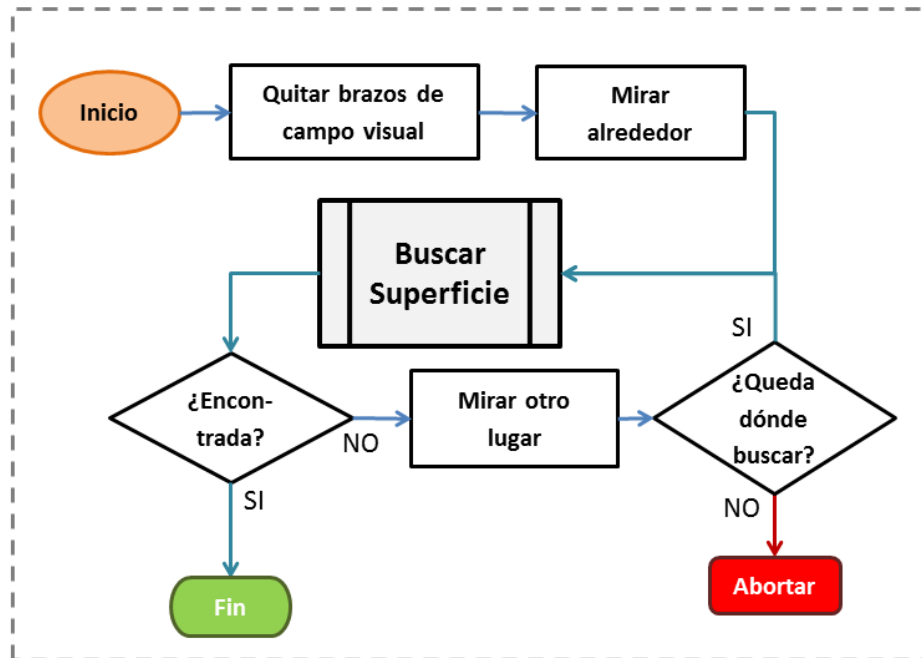 Inicio
Quitar brazos de
campo visual
Mirar
alrededor
Buscar
Superficie
SI
¿Encon-
trada?
NO
Mirar otro
lugar
¿Queda
dónde
buscar?
SI
NO
Fin
Abortar